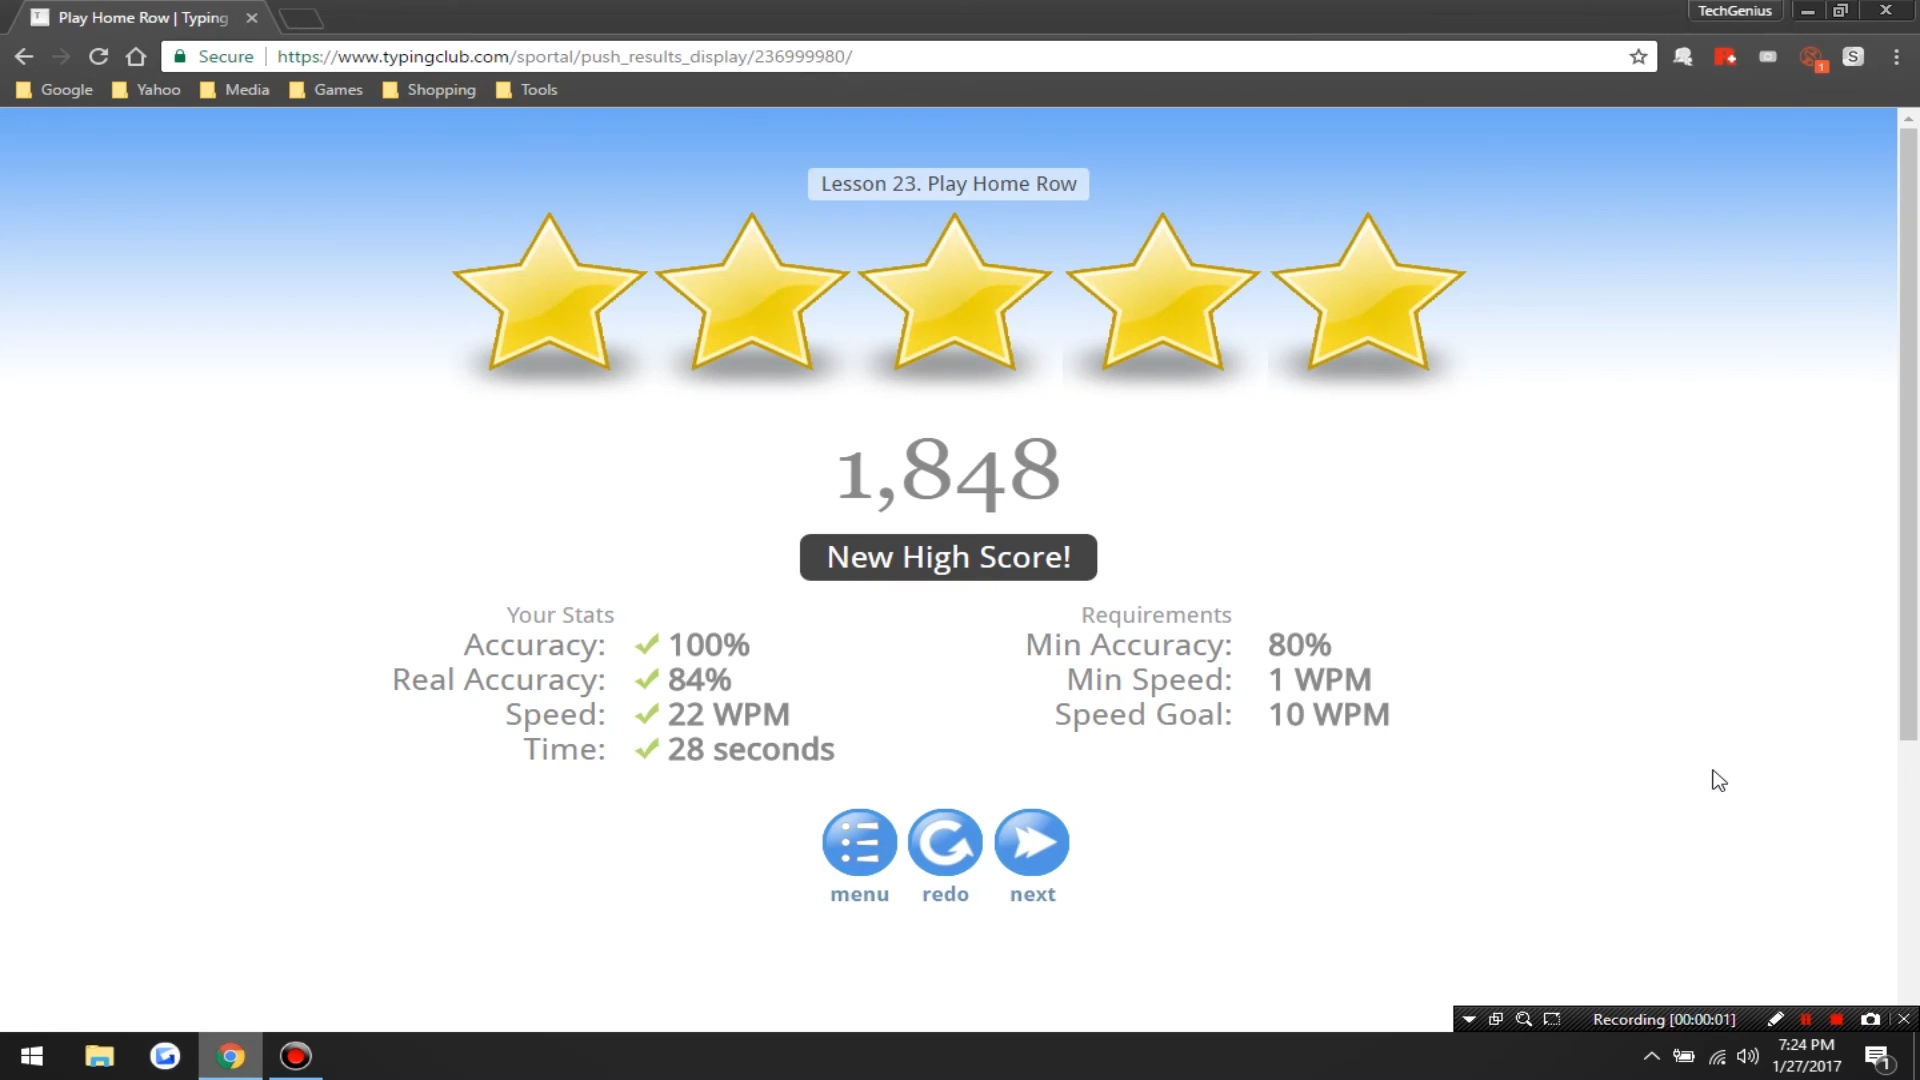 Play Home Row | Typing
TechGenius
Secure
https://www.typingclub.com/sportal/push_results_display/236999980/
1
S
Google
Yahoo
Media
Games
Shopping
Tools
Lesson 23. Play Home Row
1,848
New High Score!
Your Stats
Accuracy: 100%
Real Accuracy: 84%
Speed: 22 WPM
Time: 28 seconds
Requirements
Min Accuracy: 80%
Min Speed: 1 WPM
Speed Goal: 10 WPM
menu
redo
next
Recording [00:00:01]
7:24 PM
1/27/2017
1